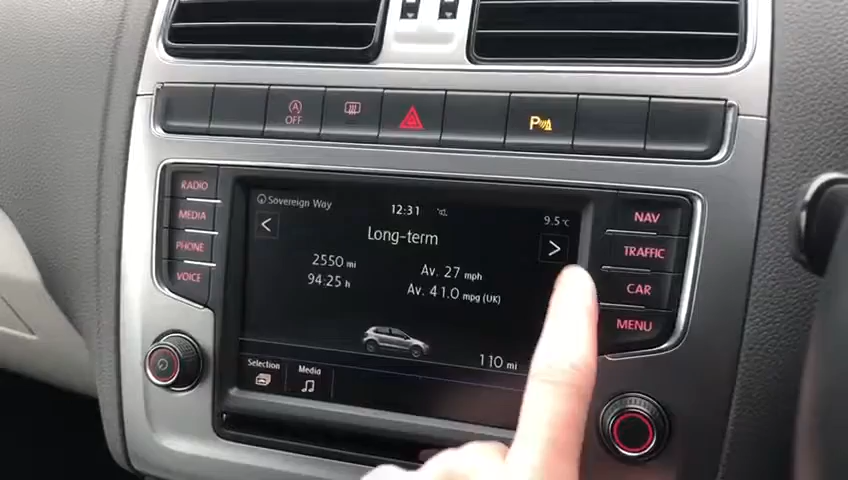 A
OFF
P
RADIO
MEDIA
PHONE
VOICE
Sovereign Way
12:31
9.5 °C
<
Long-term
>
2550 mi
94:25 h
Av. 27 mph
Av. 41.0 mpg (UK)
110 mi
Selection
Media
NAV
TRAFFIC
CAR
MENU